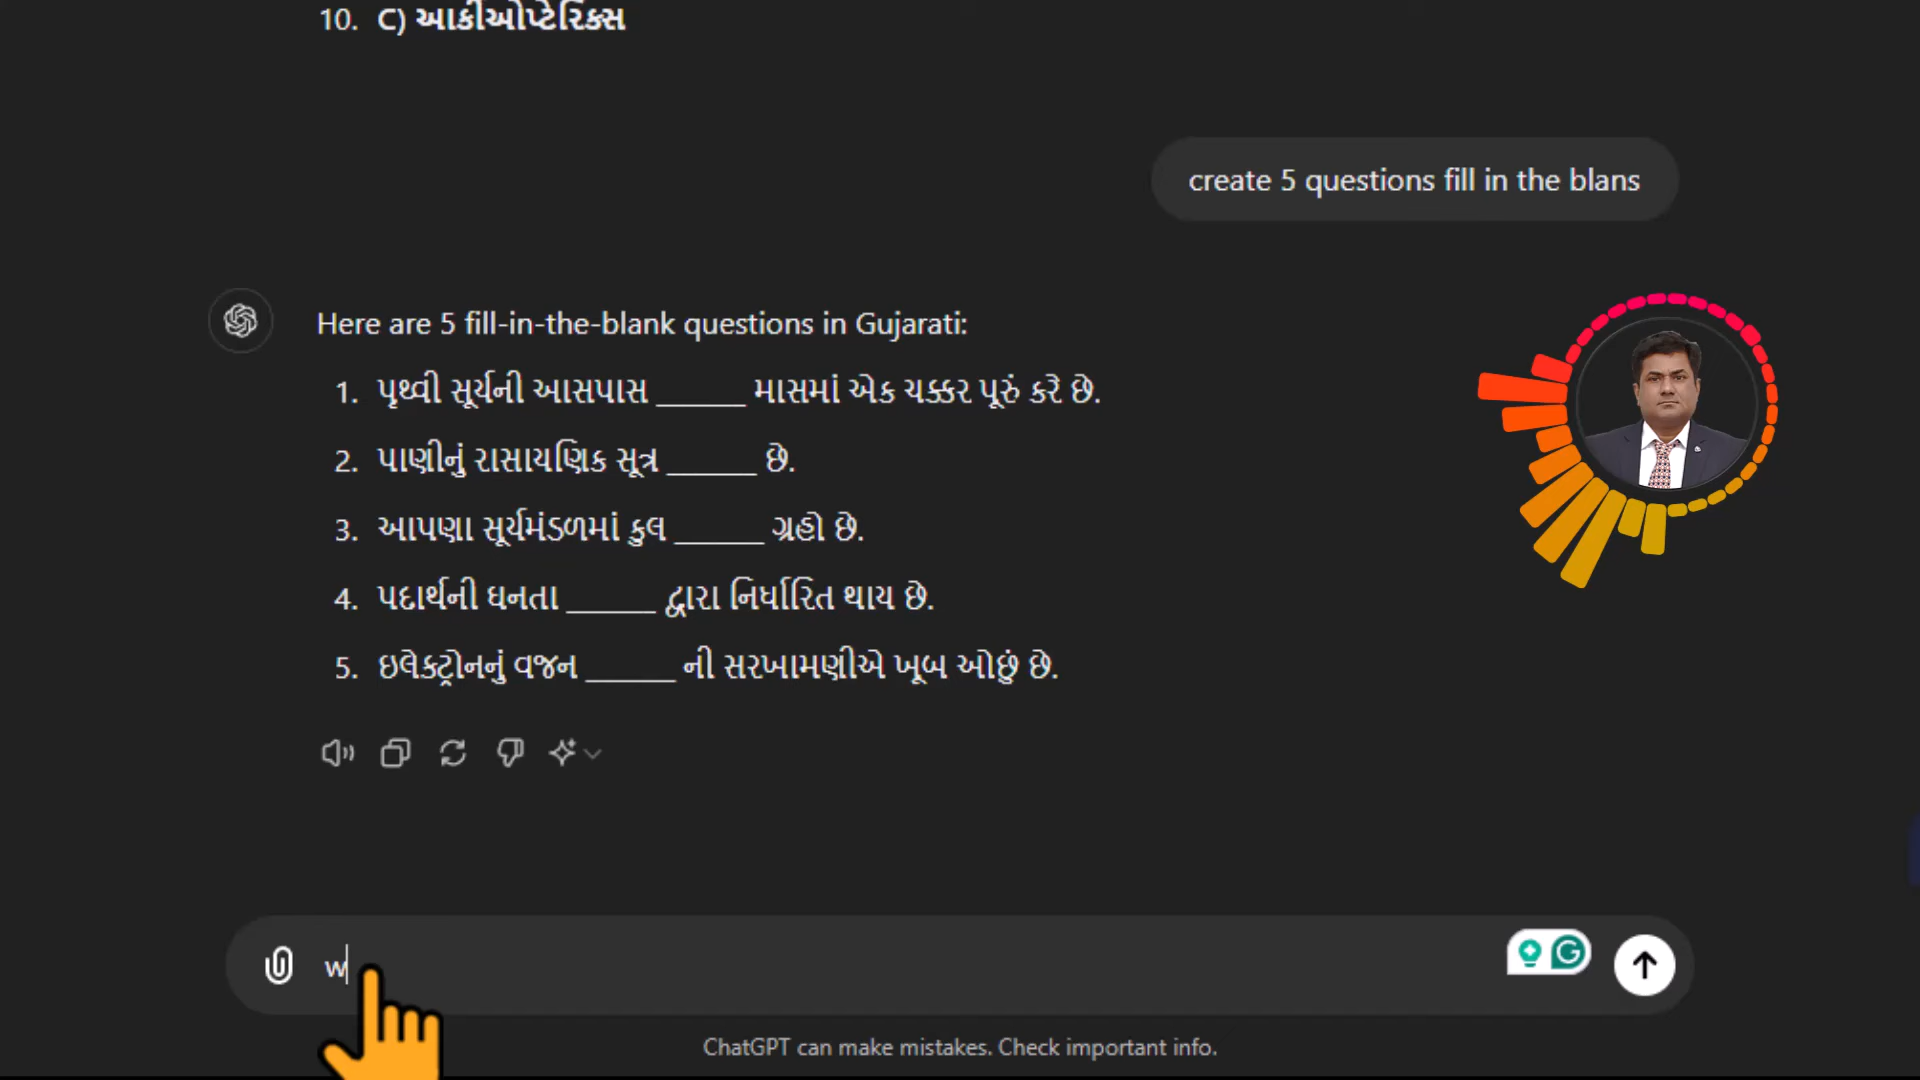 10. C) આર્કીઓપ્ટેરિક્સ
create 5 questions fill in the blans
Here are 5 fill-in-the-blank questions in Gujarati:
1. પૃથ્વી સૂર્યની આસપાસ ______ માસમાં એક ચક્કર પૂરું કરે છે.
2. પાણીનું રાસાયણિક સૂત્ર ______ છે.
3. આપણા સૂર્યમંડળમાં કુલ ______ ગ્રહો છે.
4. પદાર્થની ઘનતા ______ દ્વારા નિર્ધારિત થાય છે.
5. ઇલેક્ટ્રોનનું વજન ______ ની સરખામણીએ ખૂબ ઓછું છે.
w
ChatGPT can make mistakes. Check important info.